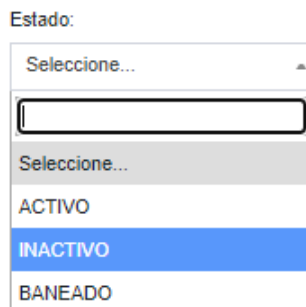 Estado:
Seleccione...
Seleccione...
ACTIVO
INACTIVO
BANEADO